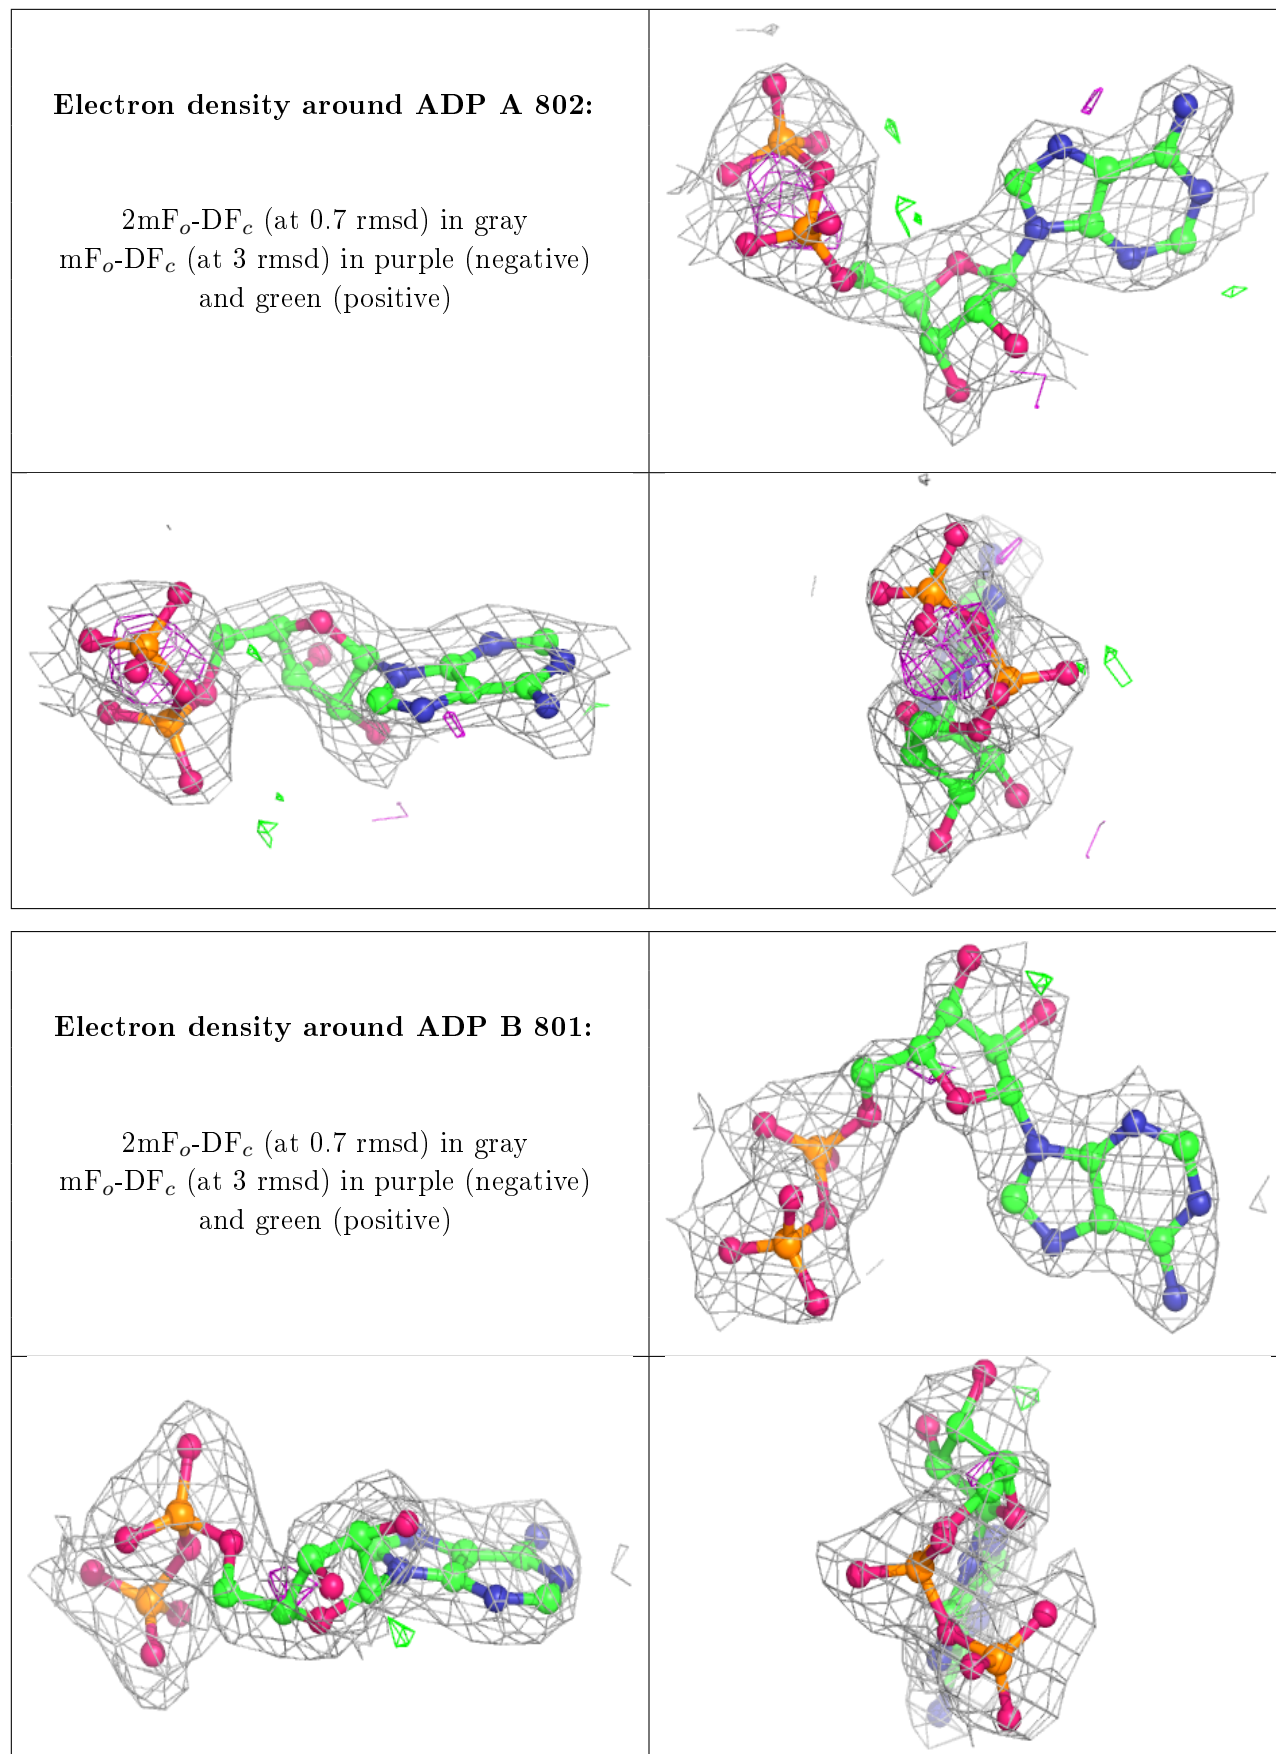 Electron density around ADP A 802:
2mFo-DFc (at 0.7 rmsd) in gray
mFo-DFc (at 3 rmsd) in purple (negative)
and green (positive)
Electron density around ADP B 801:
2mFo-DFc (at 0.7 rmsd) in gray
mFo-DFc (at 3 rmsd) in purple (negative)
and green (positive)